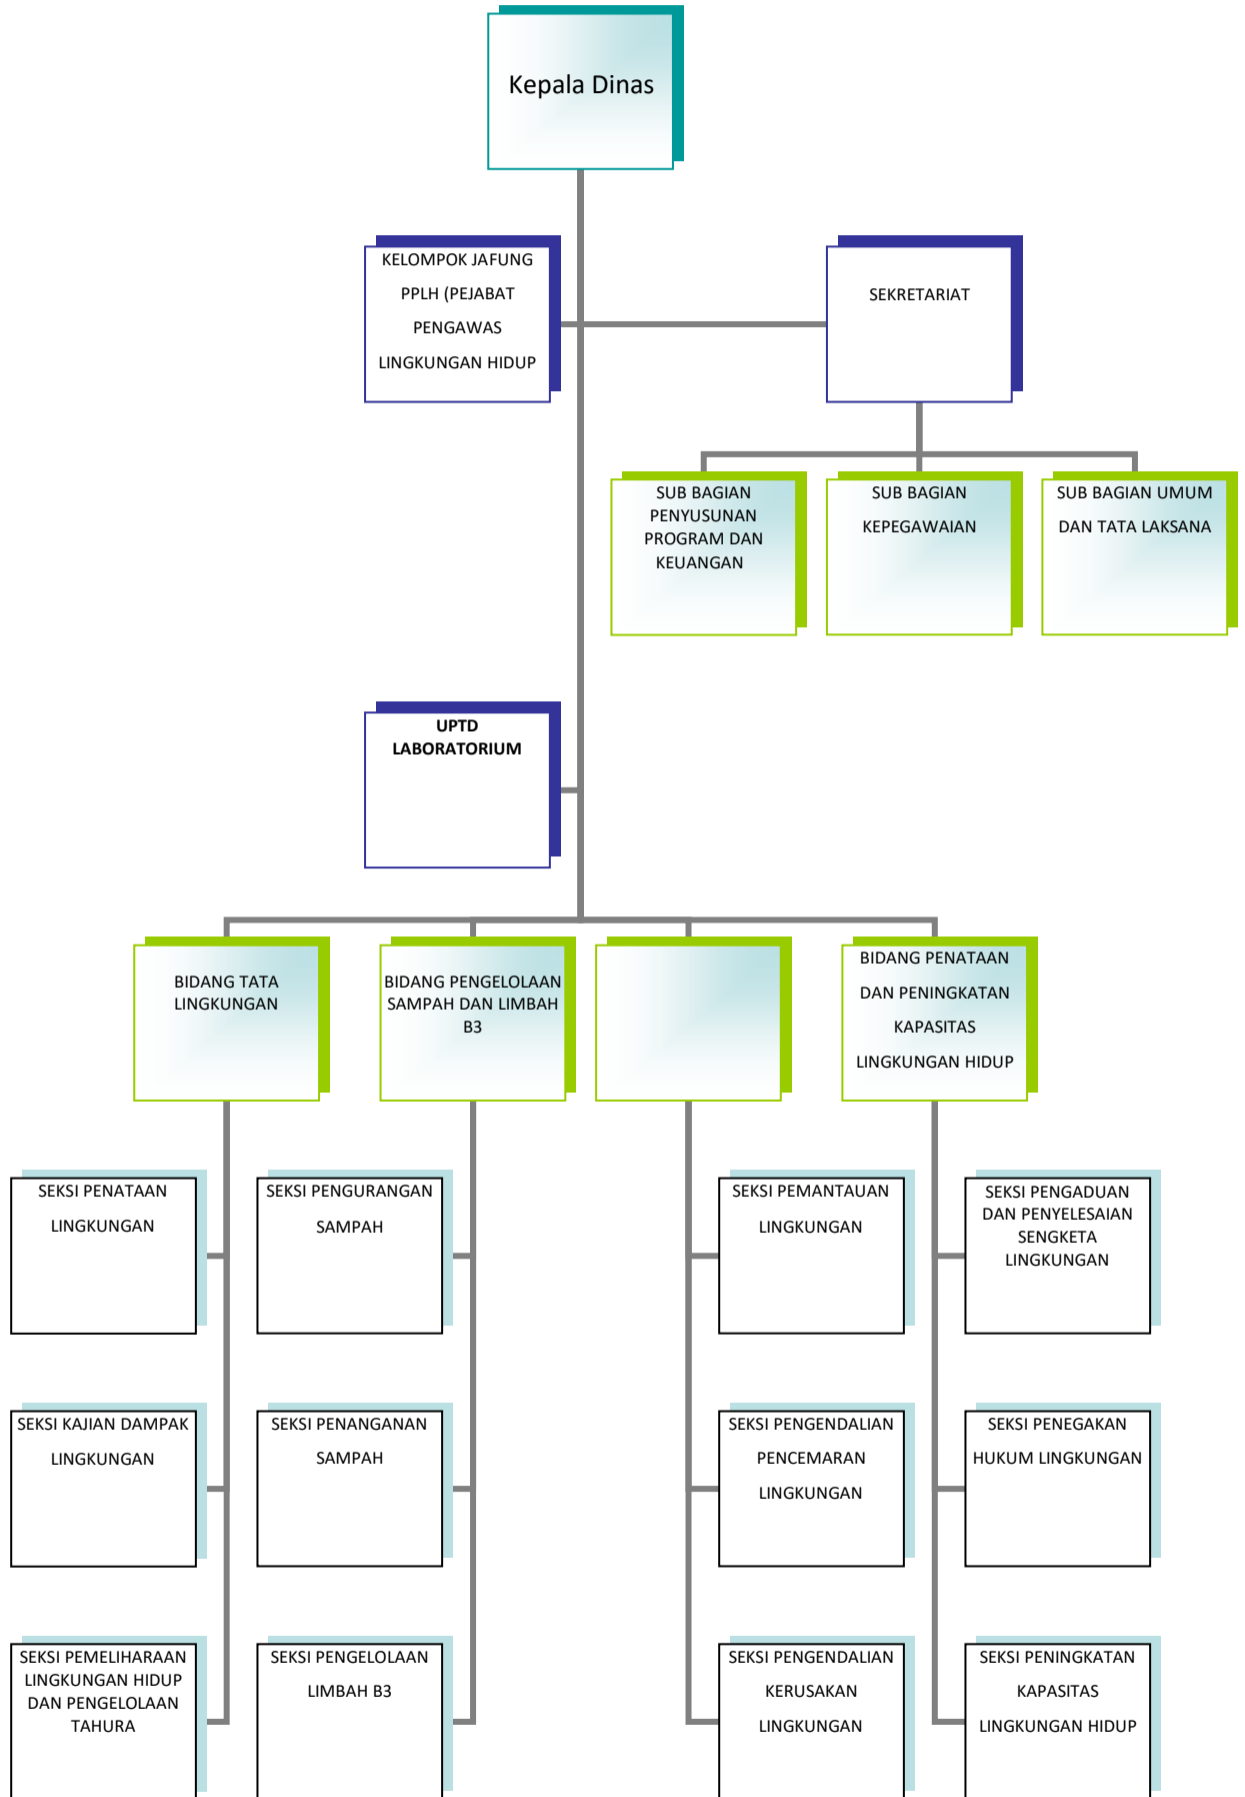 Kepala Dinas
KELOMPOK JAFUNG
PPLH (PEJABAT
PENGAWAS
LINGKUNGAN HIDUP
SEKRETARIAT
SUB BAGIAN
PENYUSUNAN
PROGRAM DAN
KEUANGAN
SUB BAGIAN
KEPEGAWAIAN
SUB BAGIAN UMUM
DAN TATA LAKSANA
UPTD
LABORATORIUM
BIDANG TATA
LINGKUNGAN
BIDANG PENGELOLAAN
SAMPAH DAN LIMBAH
B3
BIDANG PENATAAN
DAN PENINGKATAN
KAPASITAS
LINGKUNGAN HIDUP
SEKSI PENATAAN
LINGKUNGAN
SEKSI PENGURANGAN
SAMPAH
SEKSI PEMANTAUAN
LINGKUNGAN
SEKSI PENGADUAN
DAN PENYELESAIAN
SENGKETA
LINGKUNGAN
SEKSI KAJIAN DAMPAK
LINGKUNGAN
SEKSI PENANGANAN
SAMPAH
SEKSI PENGENDALIAN
PENCEMARAN
LINGKUNGAN
SEKSI PENEGAKAN
HUKUM LINGKUNGAN
SEKSI PEMELIHARAAN
LINGKUNGAN HIDUP
DAN PENGELOLAAN
TAHURA
SEKSI PENGELOLAAN
LIMBAH B3
SEKSI PENGENDALIAN
KERUSAKAN
LINGKUNGAN
SEKSI PENINGKATAN
KAPASITAS
LINGKUNGAN HIDUP